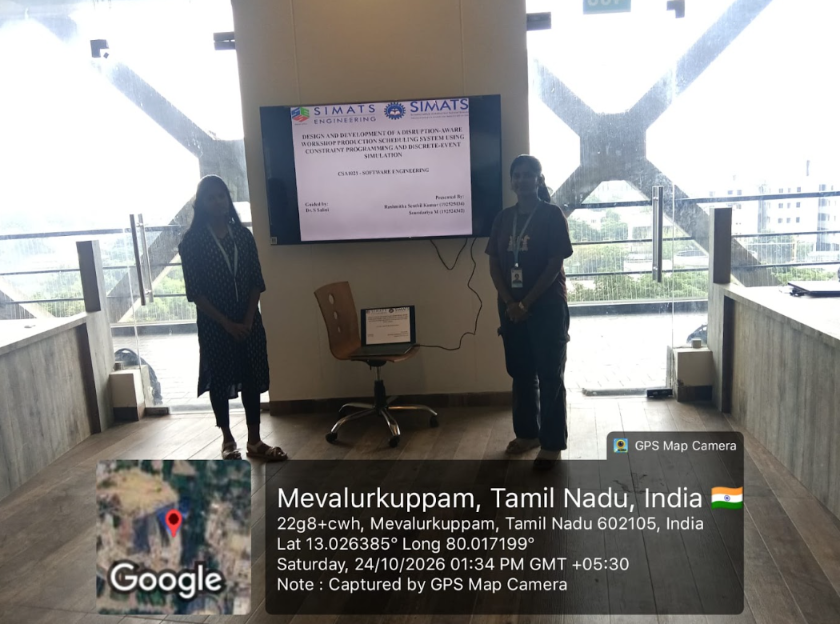 OUT
SIMATS
ENGINEERING
SIMATS
DESIGN AND DEVELOPMENT OF A DISRUPTION-AWARE
WORKSHOP PRODUCTION SCHEDULING SYSTEM USING
CONSTRAINT PROGRAMMING AND DISCRETE-EVENT
SIMULATION
SOFTWARE ENGINEERING
Guided by:
Presented By:
GPS Map Camera
Mevalurkuppam, Tamil Nadu, India
22g8+cwh, Mevalurkuppam, Tamil Nadu 602105, India
Lat 13.026385° Long 80.017199°
Saturday, 24/10/2026 01:34 PM GMT +05:30
Note : Captured by GPS Map Camera
Google